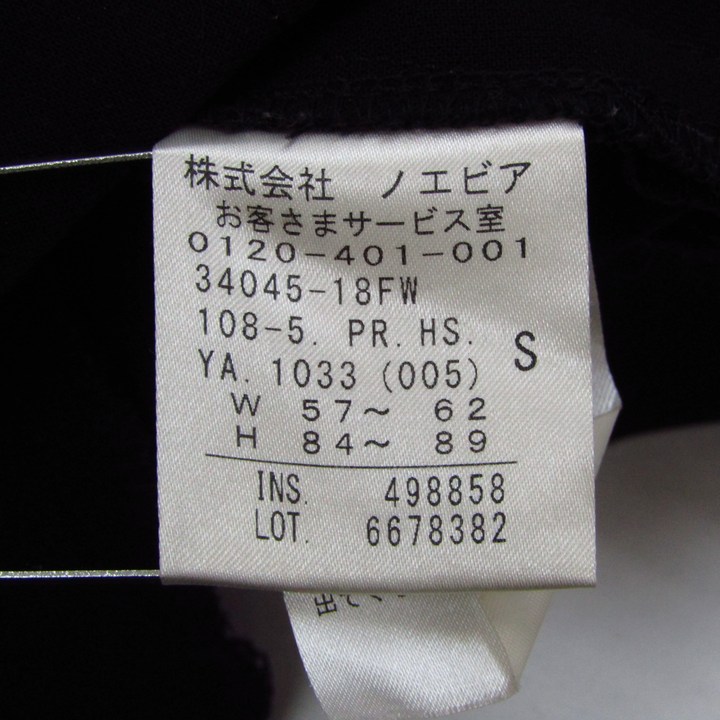 株式会社 ノエビア
お客さまサービス室
0120-401-001
34045-18FW
108-5. PR. HS.
S
YA. 1033 (005)
W 57～ 62
H 84～ 89
INS. 498858
LOT. 6678382